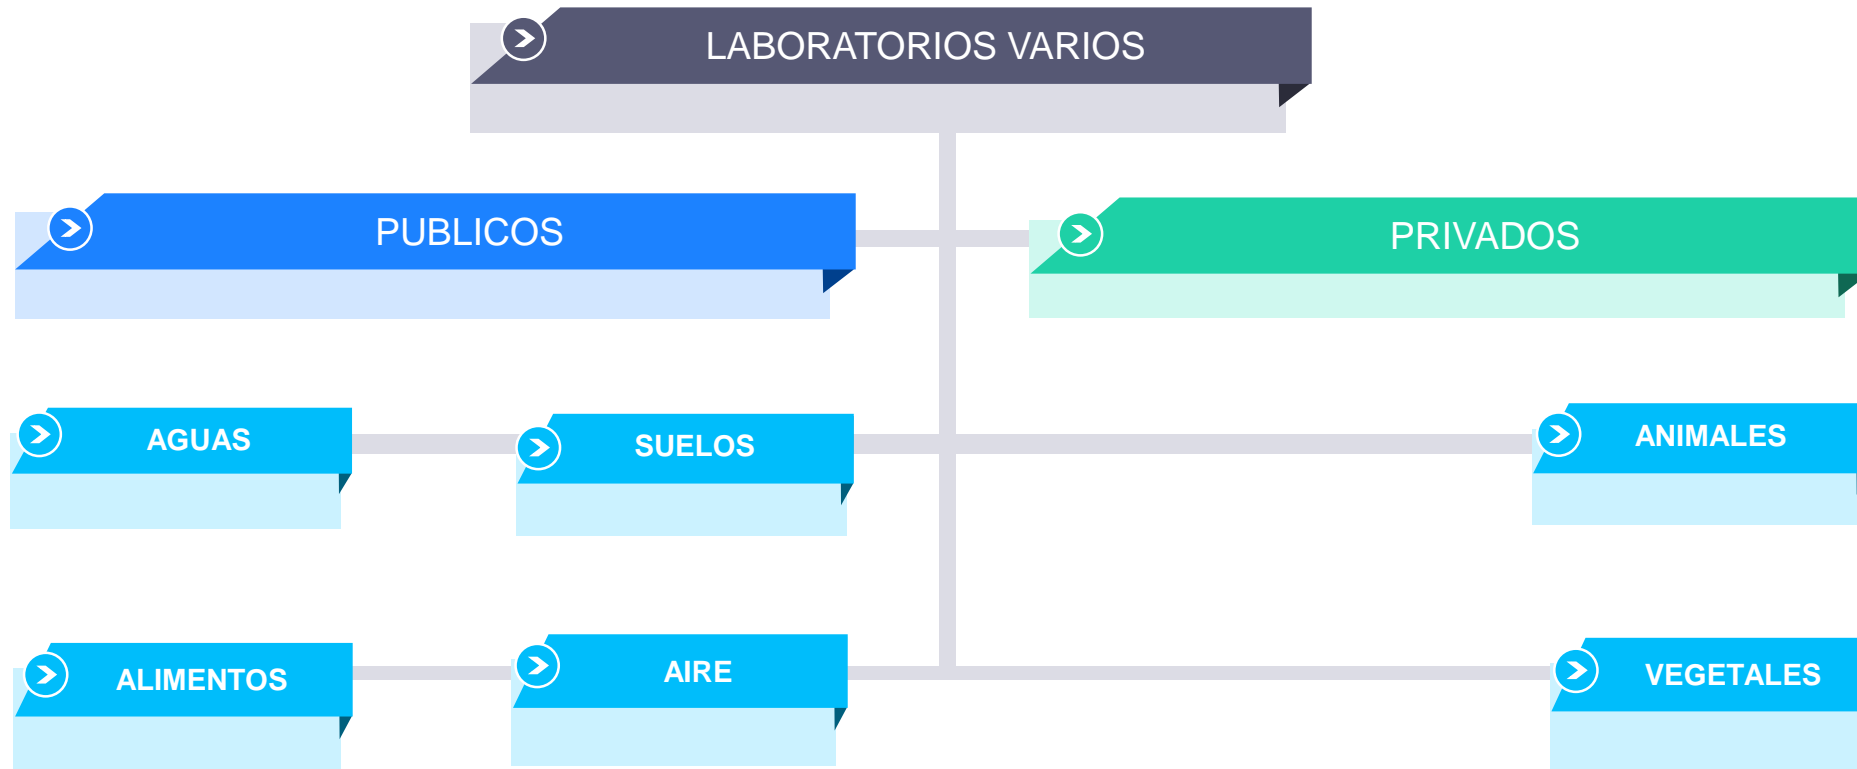 LABORATORIOS VARIOS
PUBLICOS
PRIVADOS
AGUAS
SUELOS
ANIMALES
ALIMENTOS
AIRE
VEGETALES